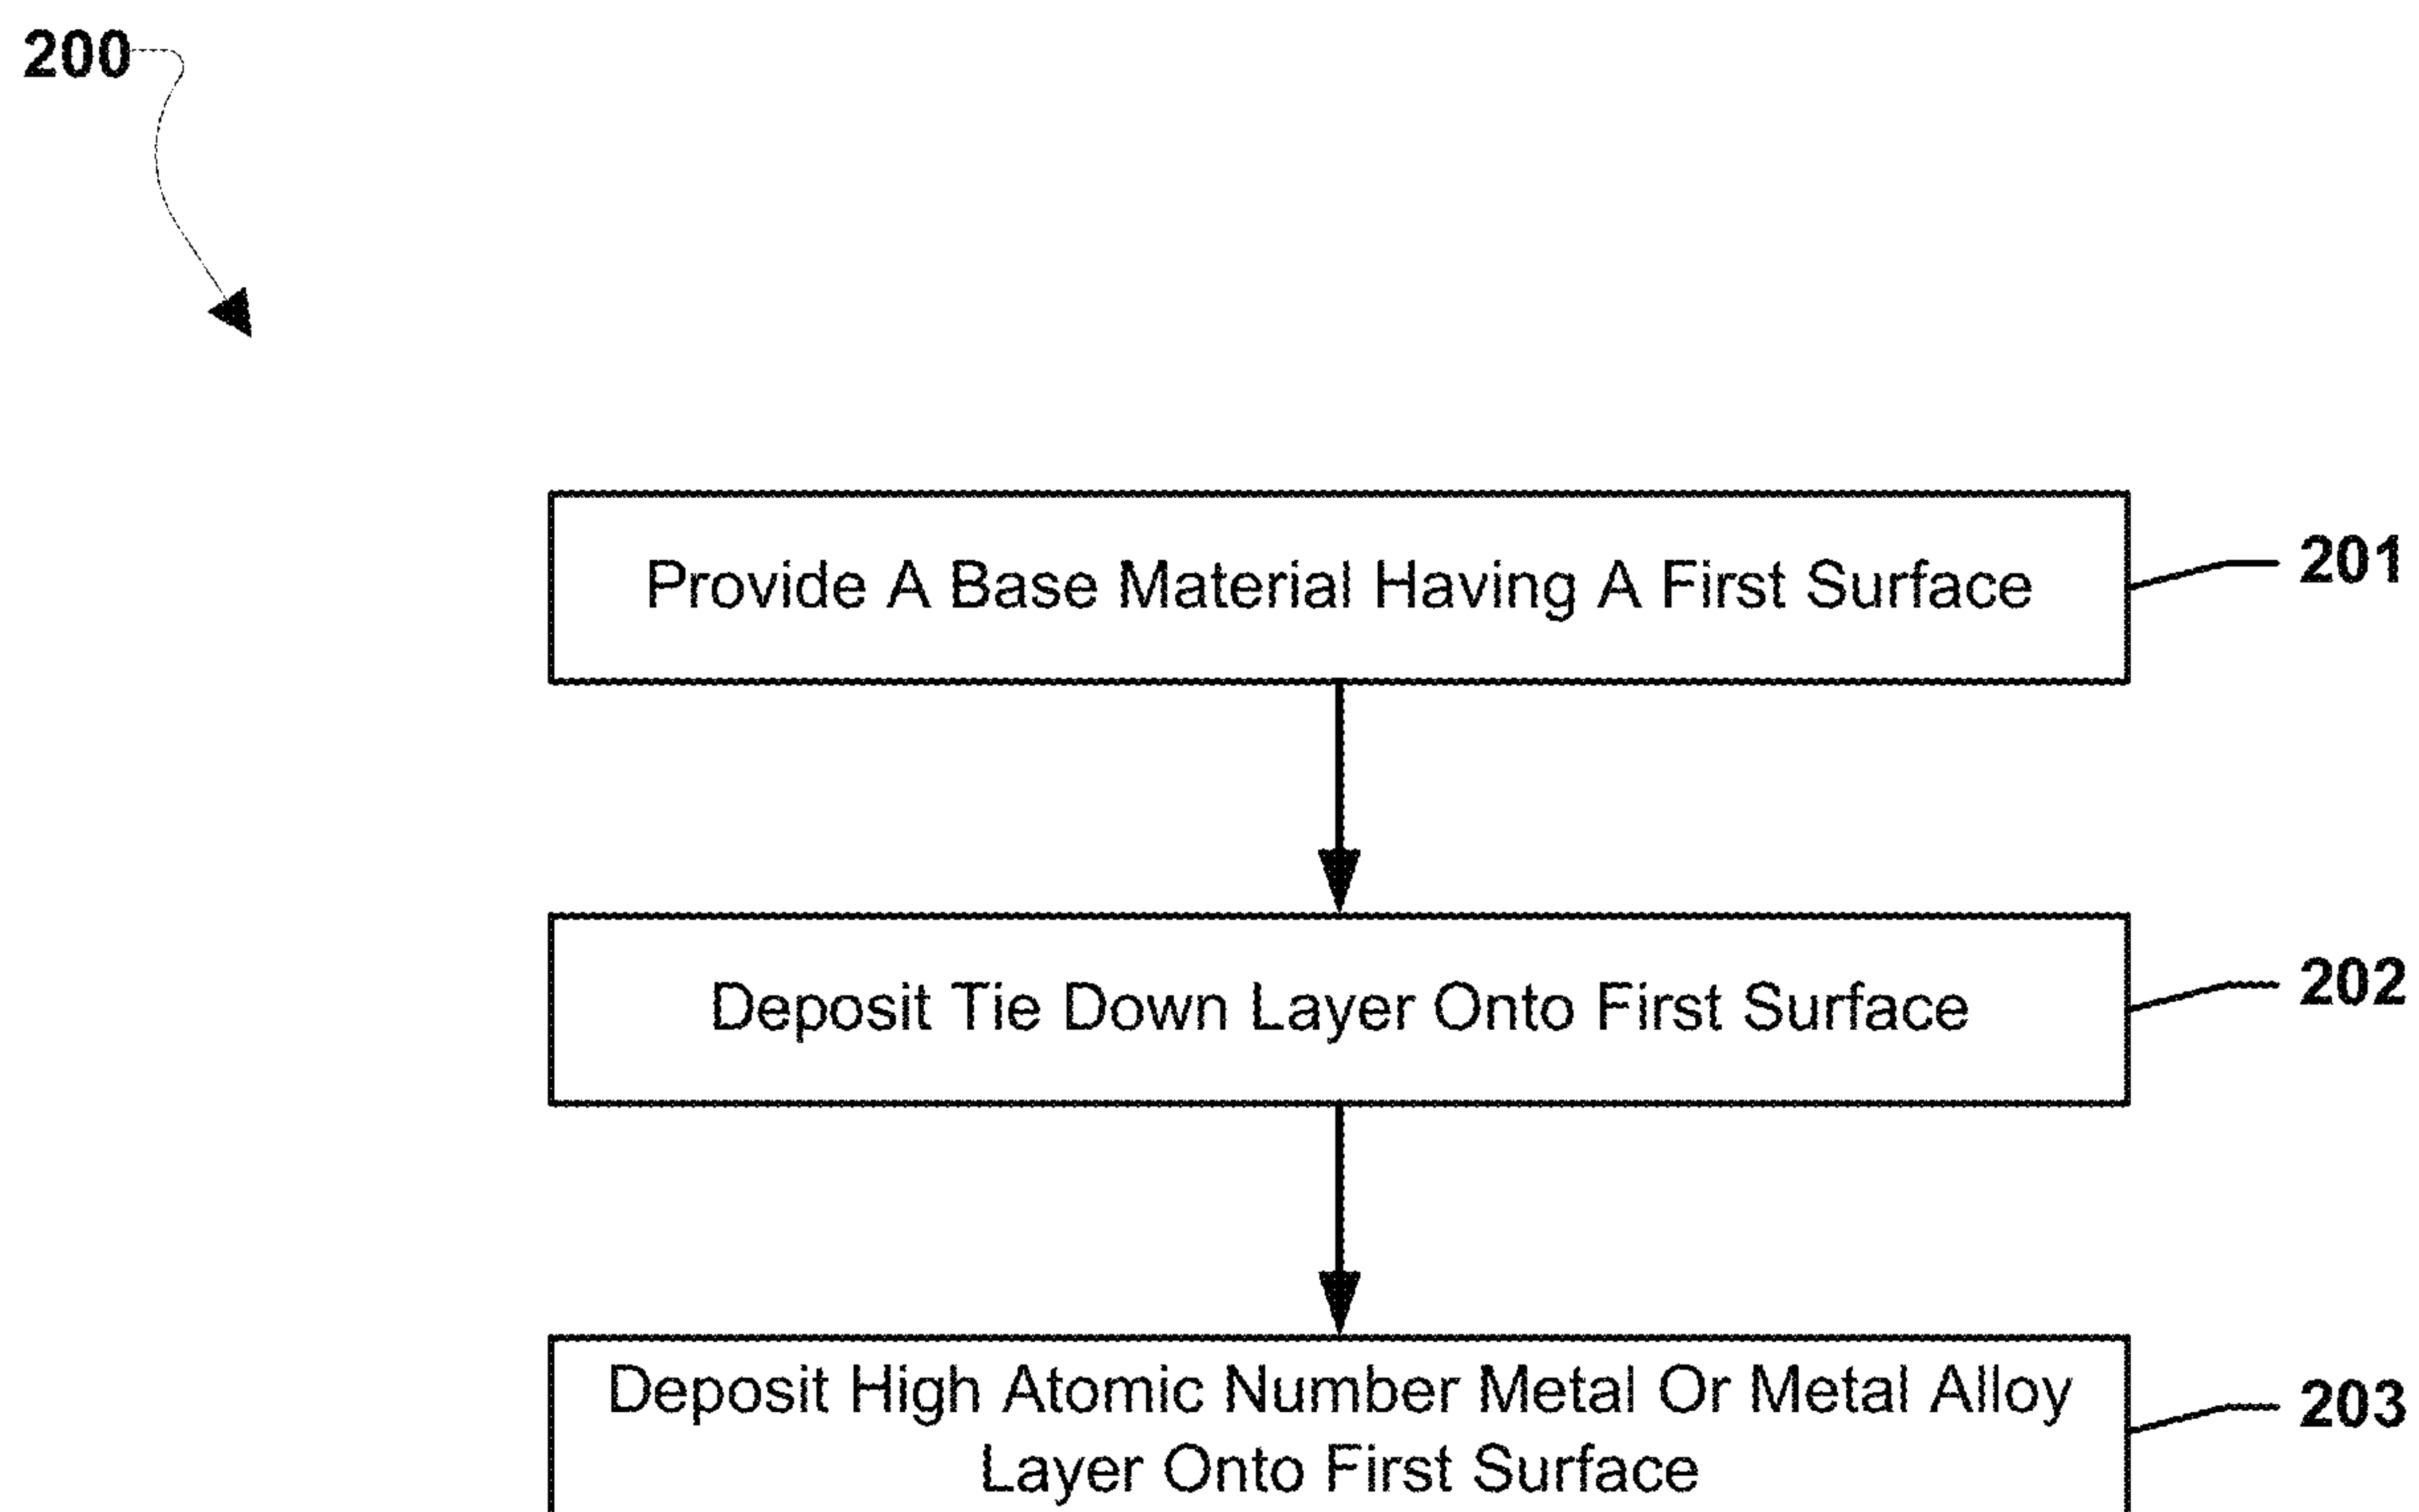 200
Provide A Base Material Having A First Surface
201
Deposit Tie Down Layer Onto First Surface
202
Deposit High Atomic Number Metal Or Metal Alloy
Layer Onto First Surface
203